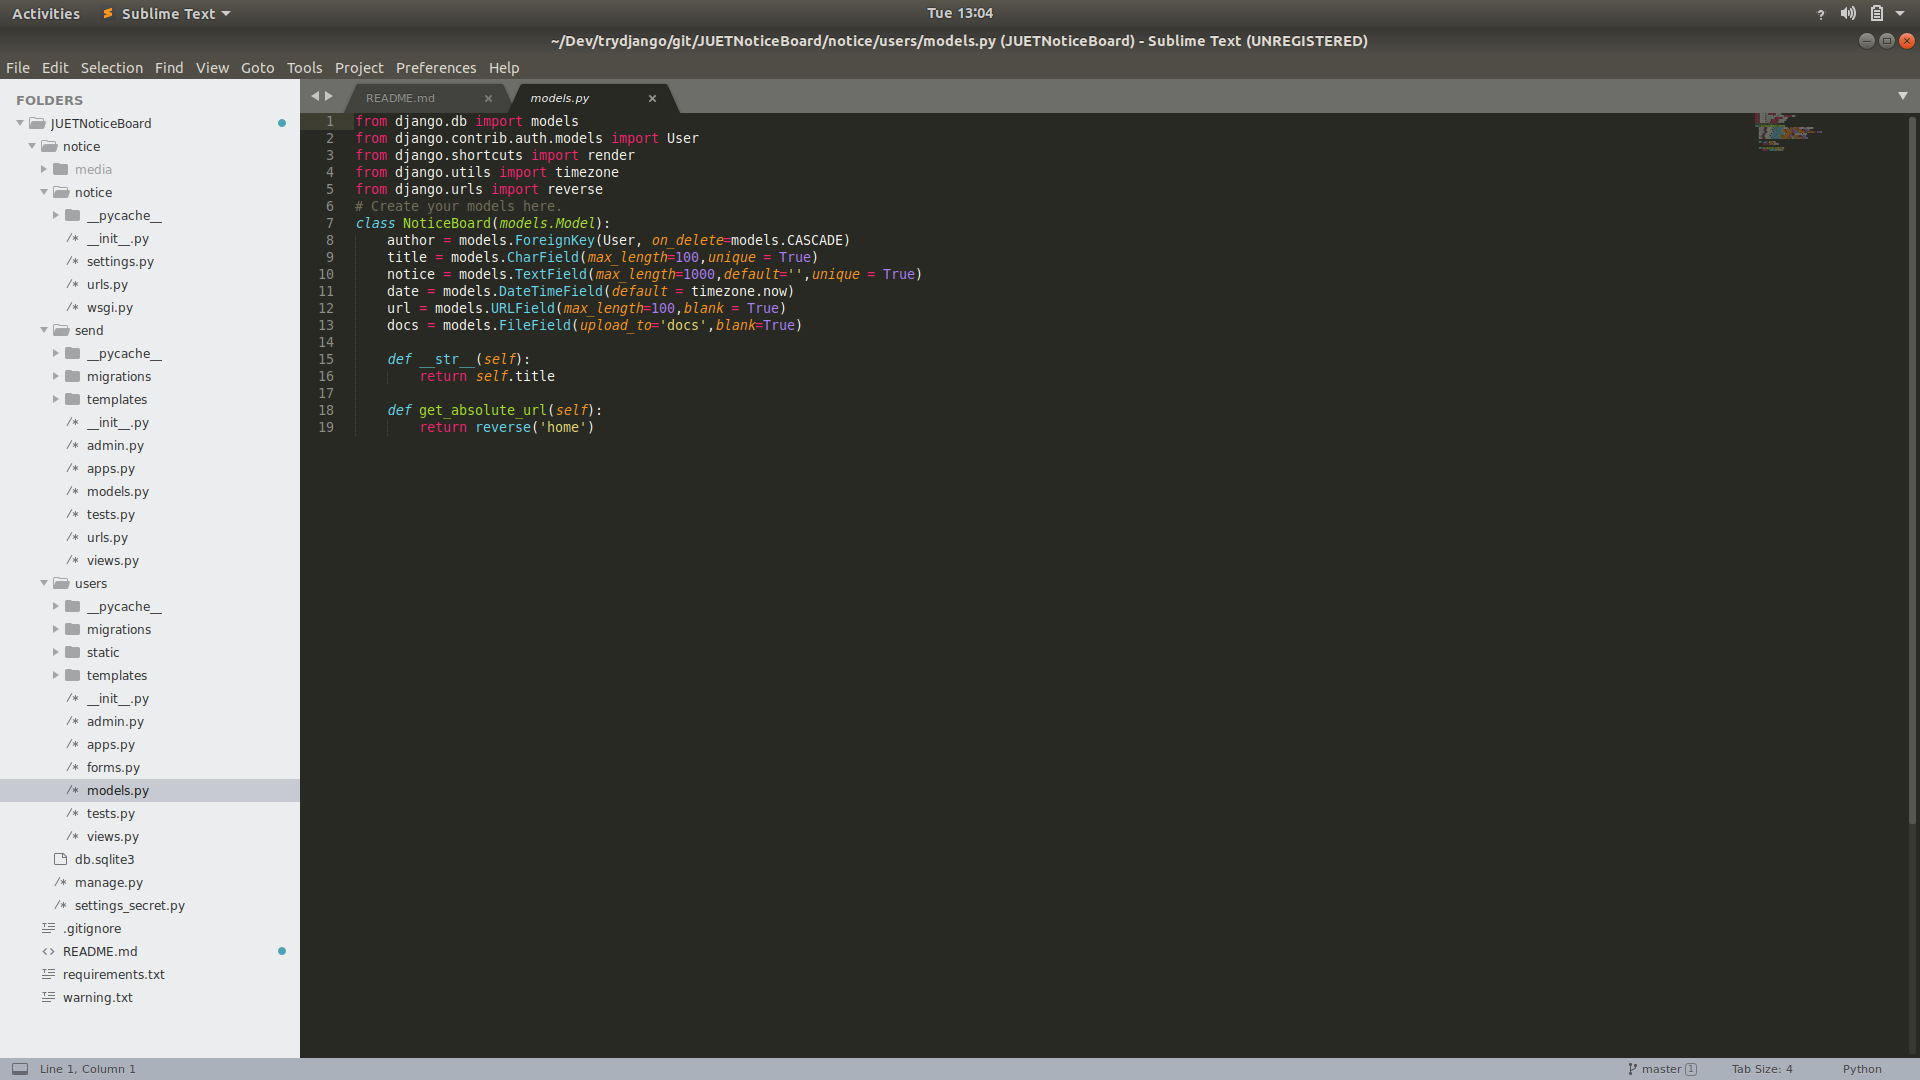 Activities Sublime Text Tue 13:04 ?
~/Dev/trydjango/git/JUETNoticeBoard/notice/users/models.py (JUETNoticeBoard) - Sublime Text (UNREGISTERED)
File Edit Selection Find View Goto Tools Project Preferences Help
FOLDERS
JUETNoticeBoard
notice
media
notice
__pycache__
/* __init__.py
/* settings.py
/* urls.py
/* wsgi.py
send
__pycache__
migrations
templates
/* __init__.py
/* admin.py
/* apps.py
/* models.py
/* tests.py
/* urls.py
/* views.py
users
__pycache__
migrations
static
templates
/* __init__.py
/* admin.py
/* apps.py
/* forms.py
/* models.py
/* tests.py
/* views.py
db.sqlite3
/* manage.py
/* settings_secret.py
.gitignore
<> README.md
requirements.txt
warning.txt
README.md × models.py ×
1 from django.db import models
2 from django.contrib.auth.models import User
3 from django.shortcuts import render
4 from django.utils import timezone
5 from django.urls import reverse
6 # Create your models here.
7 class NoticeBoard(models.Model):
8     author = models.ForeignKey(User, on_delete=models.CASCADE)
9     title = models.CharField(max_length=100,unique = True)
10     notice = models.TextField(max_length=1000,default='',unique = True)
11     date = models.DateTimeField(default = timezone.now)
12     url = models.URLField(max_length=100,blank = True)
13     docs = models.FileField(upload_to='docs',blank=True)
14
15     def __str__(self):
16         return self.title
17
18     def get_absolute_url(self):
19         return reverse('home')
Line 1, Column 1 master 1 Tab Size: 4 Python